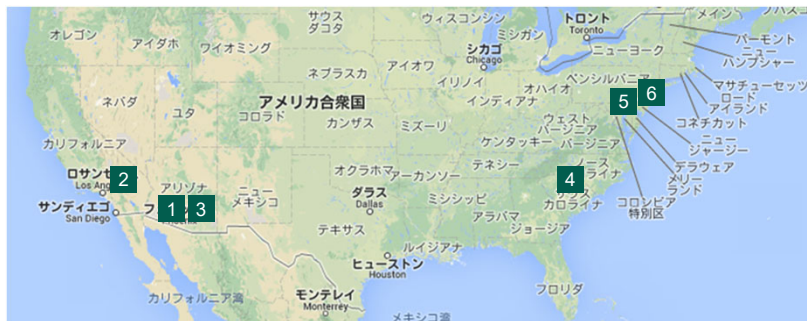 サウス
ダコタ
ウィスコンシン
トロント
Toronto
メイン
オレゴン
アイダホ
ワイオミング
ミシガン
バーモント
シカゴ
Chicago
ニューヨーク
ニュー
ハンプシャー
ネブラスカ
アイオワ
イリノイ
オハイオ
ペンシルバニア
マサチューセッツ
ロード
アイランド
コネチカット
ネバダ
ユタ
コロラド
アメリカ合衆国
カンザス
ミズーリ
インディアナ
5
6
ウェスト
バージニア
ケンタッキー
バージニア
ニュー
ジャージー
デラウェア
メリー
ランド
コロンビア
特別区
カリフォルニア
ロサンゼ
Los Ang
2
アリゾナ
ニュー
メキシコ
オクラホマ
アーカンソー
テネシー
4
ノース
ライナ
サンディエゴ
San Diego
1
3
ダラス
Dallas
ミシシッピ
アラバマ
カロライナ
ジョージア
テキサス
ルイジアナ
ヒューストン
Houston
カリフォルニア湾
モンテレイ
Monterrey
フロリダ
メキシコ湾